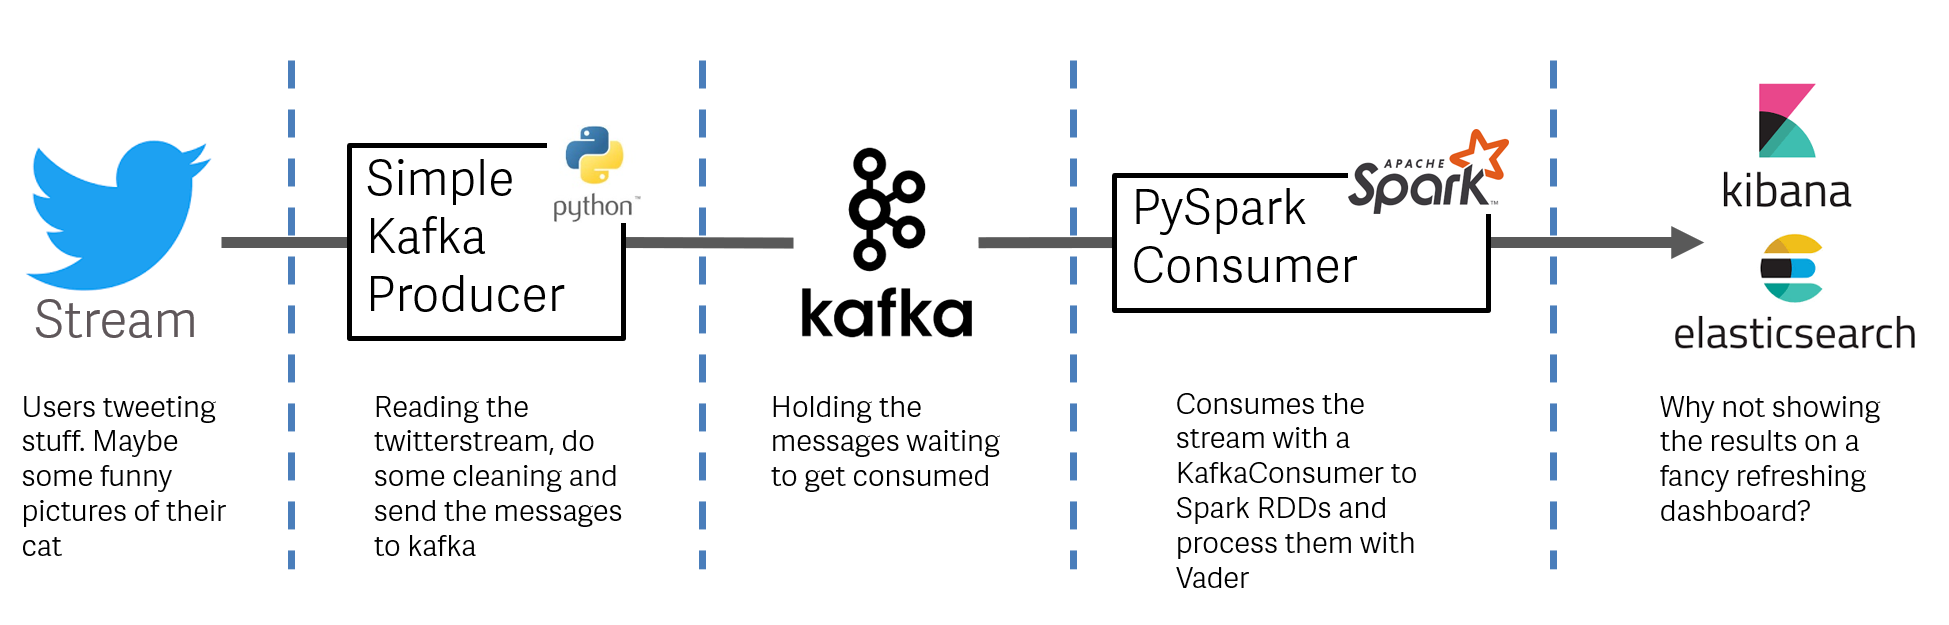 Stream
Users tweeting
stuff. Maybe
some funny
pictures of their
cat
Simple
Kafka
Producer
python™
Reading the
twitterstream, do
some cleaning and
send the messages
to kafka
kafka
Holding the
messages waiting
to get consumed
PySpark
Consumer
APACHE
Spark™
Consumes the
stream with a
KafkaConsumer to
Spark RDDs and
process them with
Vader
kibana
elasticsearch
Why not showing
the results on a
fancy refreshing
dashboard?